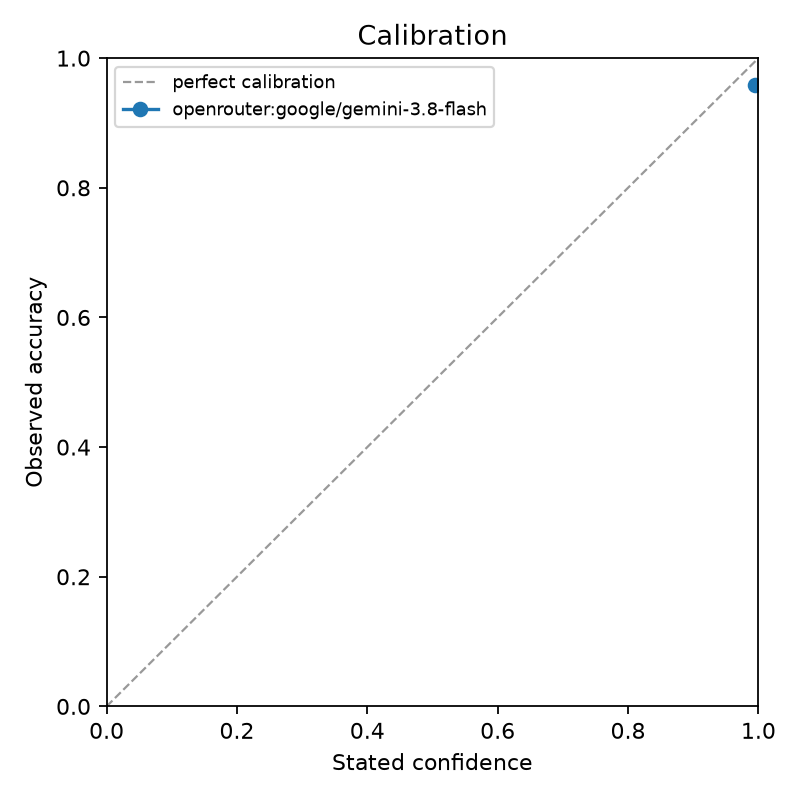 Calibration
1.0
perfect calibration
openrouter:google/gemini-3.8-flash
0.8
0.6
0.4
0.2
0.0
Observed accuracy
0.0 0.2 0.4 0.6 0.8 1.0
Stated confidence